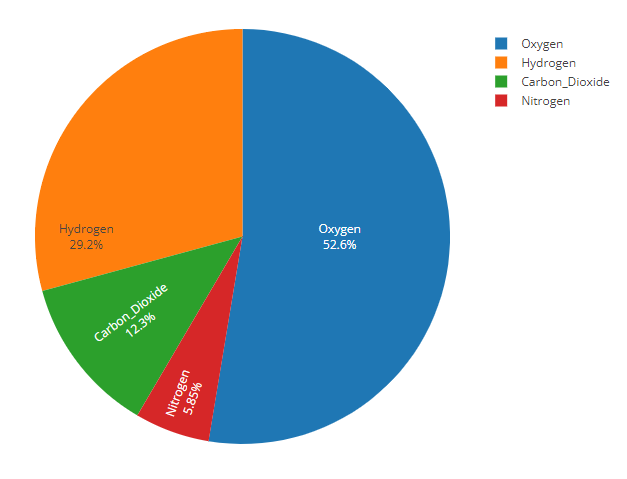 Oxygen
Hydrogen
Carbon_Dioxide
Nitrogen
Hydrogen
29.2%
Oxygen
52.6%
Carbon_Dioxide
12.3%
Nitrogen
5.85%